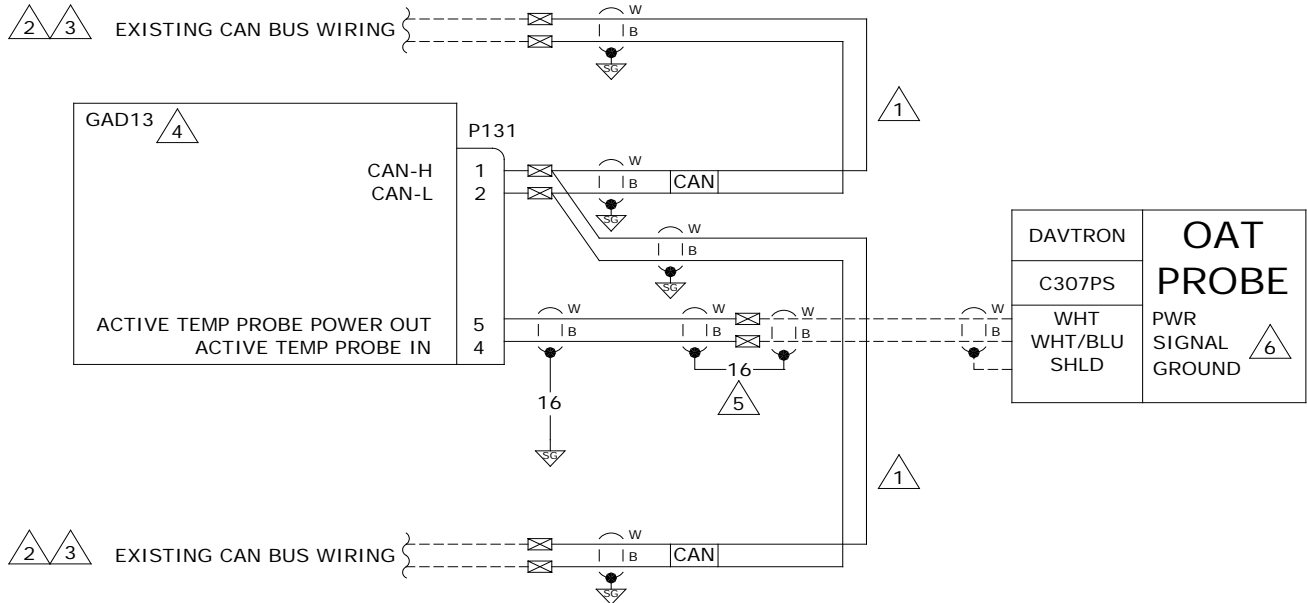 2 3 EXISTING CAN BUS WIRING
W
B
SG
1
GAD13 4
P131
CAN-H 1
CAN-L 2
W
B CAN
SG
W
B
SG
ACTIVE TEMP PROBE POWER OUT 5
ACTIVE TEMP PROBE IN 4
W
B
16
SG
W
B
W
B
16
5
W
B
DAVTRON
C307PS
WHT
WHT/BLU
SHLD
OAT
PROBE
PWR
SIGNAL
GROUND
6
1
2 3 EXISTING CAN BUS WIRING
W
B CAN
SG